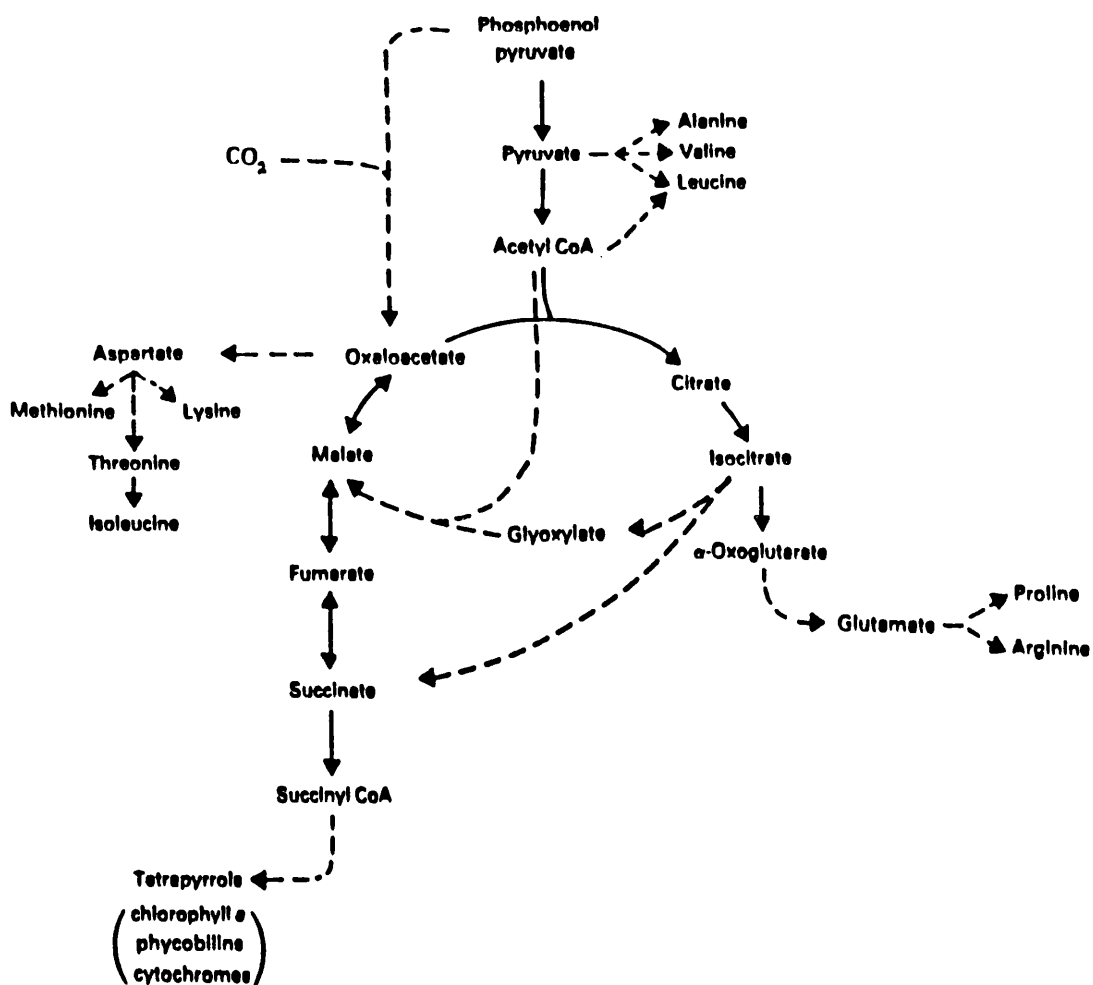 Phosphoenol
pyruvate
CO₂
Pyruvate
Alanine
Valine
Leucine
Acetyl CoA
Aspartate
Oxaloacetate
Citrate
Methionine
Lysine
Threonine
Malate
Isocitrate
Isoleucine
Glyoxylate
α-Oxoglutarate
Fumarate
Glutamate
Proline
Arginine
Succinate
Succinyl CoA
Tetrapyrrole
(chlorophyll a
phycobiline
cytochromes)